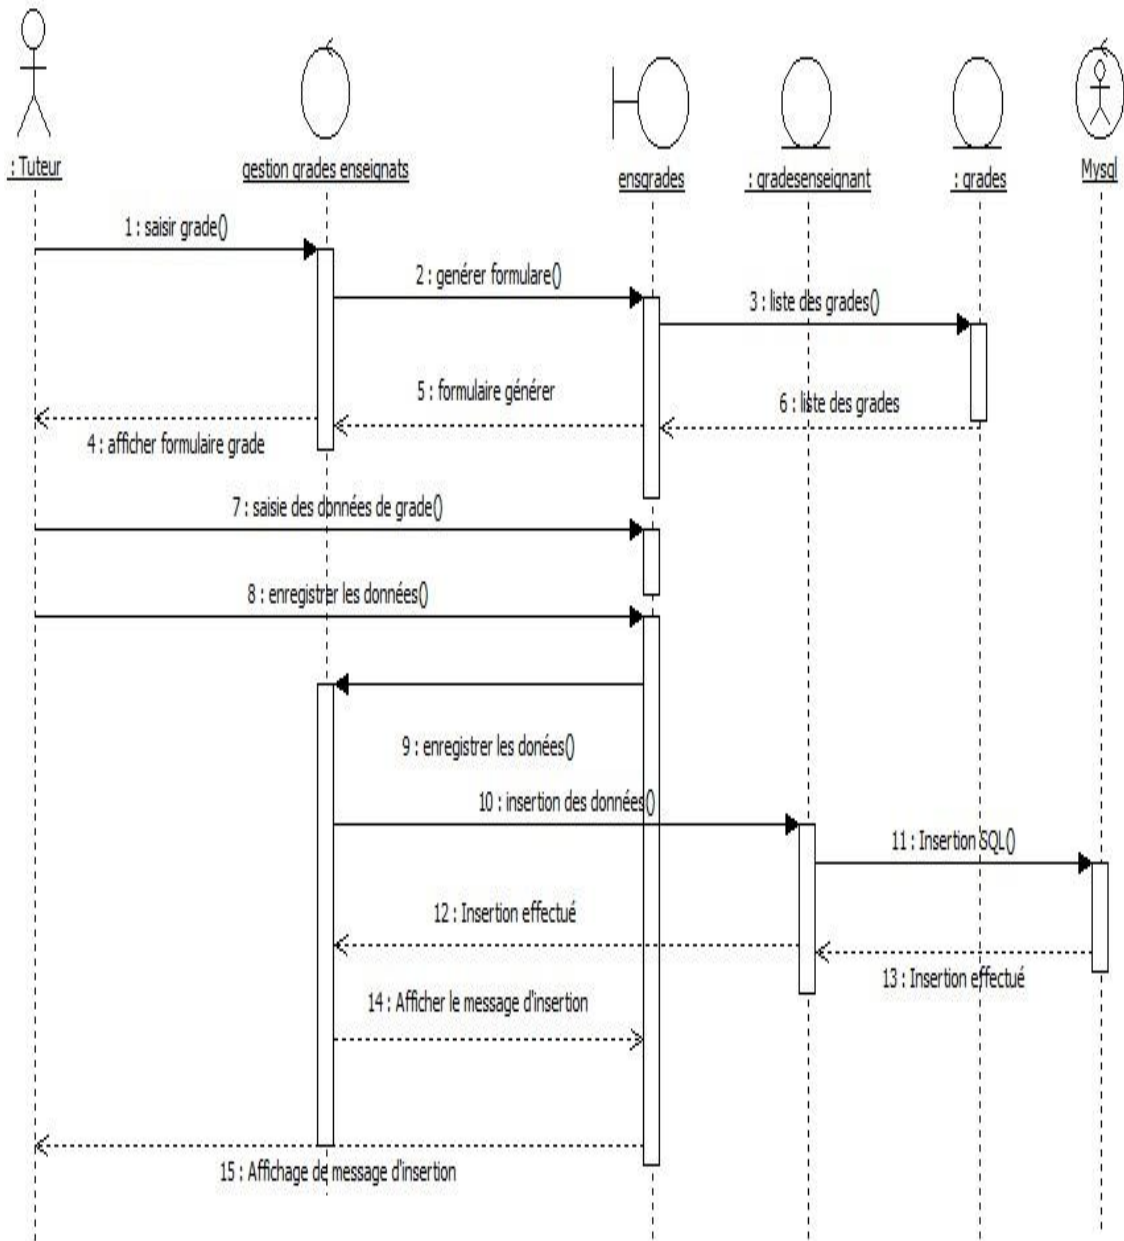 : Tuteur
gestion grades enseignats
ensgrades
: gradesenseignant
: grades
Mysql
1 : saisir grade()
2 : genérer formulare()
3 : liste des grades()
5 : formulaire générer
6 : liste des grades
4 : afficher formulaire grade
7 : saisie des données de grade()
8 : enregistrer les données()
9 : enregistrer les donées()
10 : insertion des données()
11 : Insertion SQL()
12 : Insertion effectué
13 : Insertion effectué
14 : Afficher le message d'insertion
15 : Affichage de message d'insertion